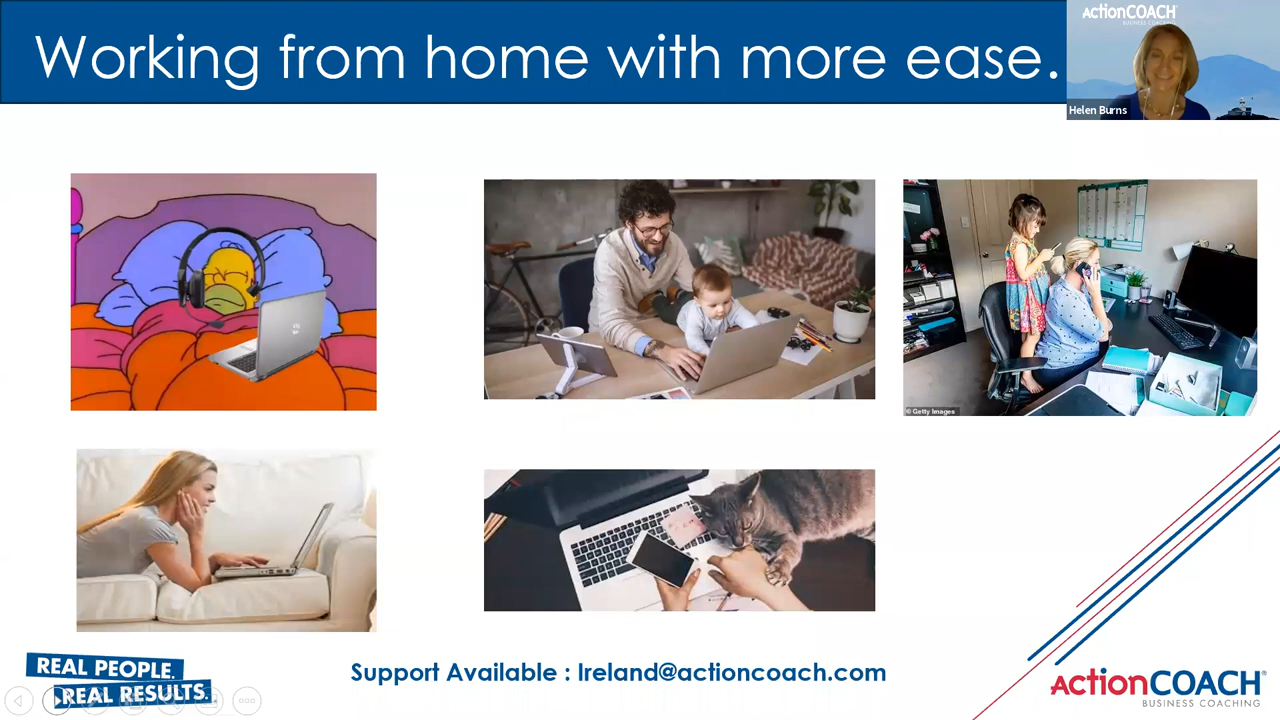 Working from home with more ease.
ActionCOACH
BUSINESS COACHING
Helen Burns
© Getty Images
REAL PEOPLE.
REAL RESULTS.
Support Available : Ireland@actioncoach.com
ActionCOACH®
BUSINESS COACHING